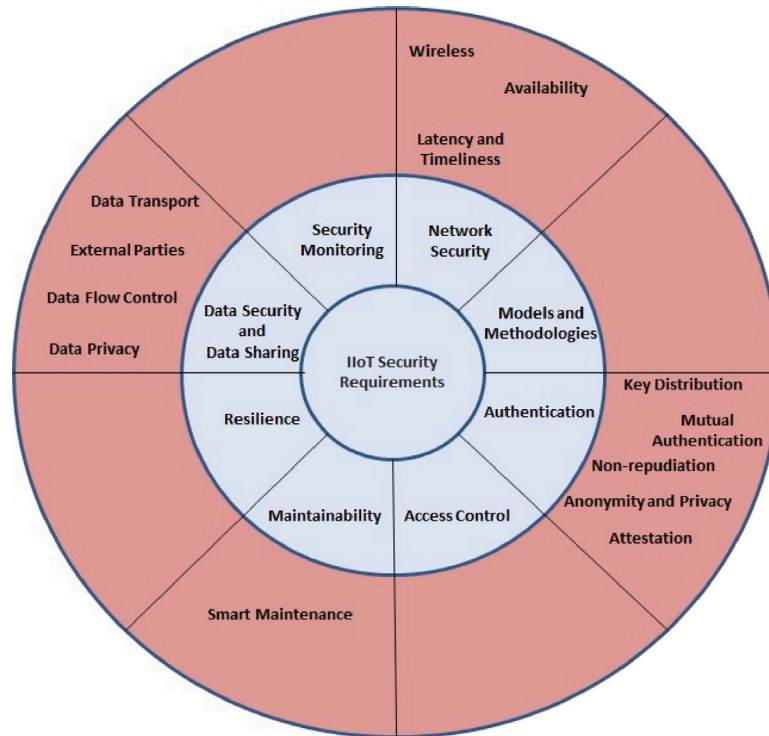 Wireless
Availability
Latency and
Timeliness
Data Transport
External Parties
Data Flow Control
Data Privacy
Security
Monitoring
Network
Security
Data Security
and
Data Sharing
Models and
Methodologies
IIoT Security
Requirements
Resilience
Authentication
Maintainability
Access Control
Key Distribution
Mutual
Authentication
Non-repudiation
Anonymity and Privacy
Attestation
Smart Maintenance